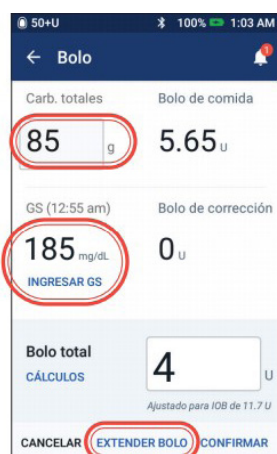 50+U 100% 1:03 AM
← Bolo
Carb. totales Bolo de comida
85 g 5.65 U
GS (12:55 am) Bolo de corrección
185 mg/dL 0 U
INGRESAR GS
Bolo total 4 U
CÁLCULOS
Ajustado para IOB de 11.7 U
CANCELAR EXTENDER BOLO CONFIRMAR